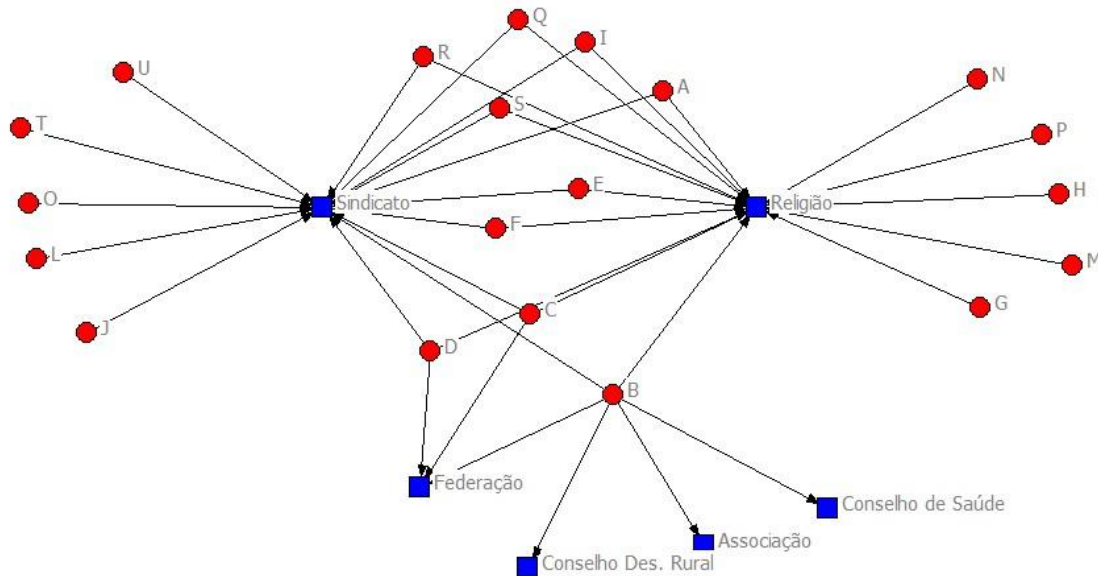 Q
I
R
U
N
A
S
T
P
E
H
O
Sindicato
Religião
F
L
M
G
C
J
D
B
Federação
Conselho de Saúde
Associação
Conselho Des. Rural